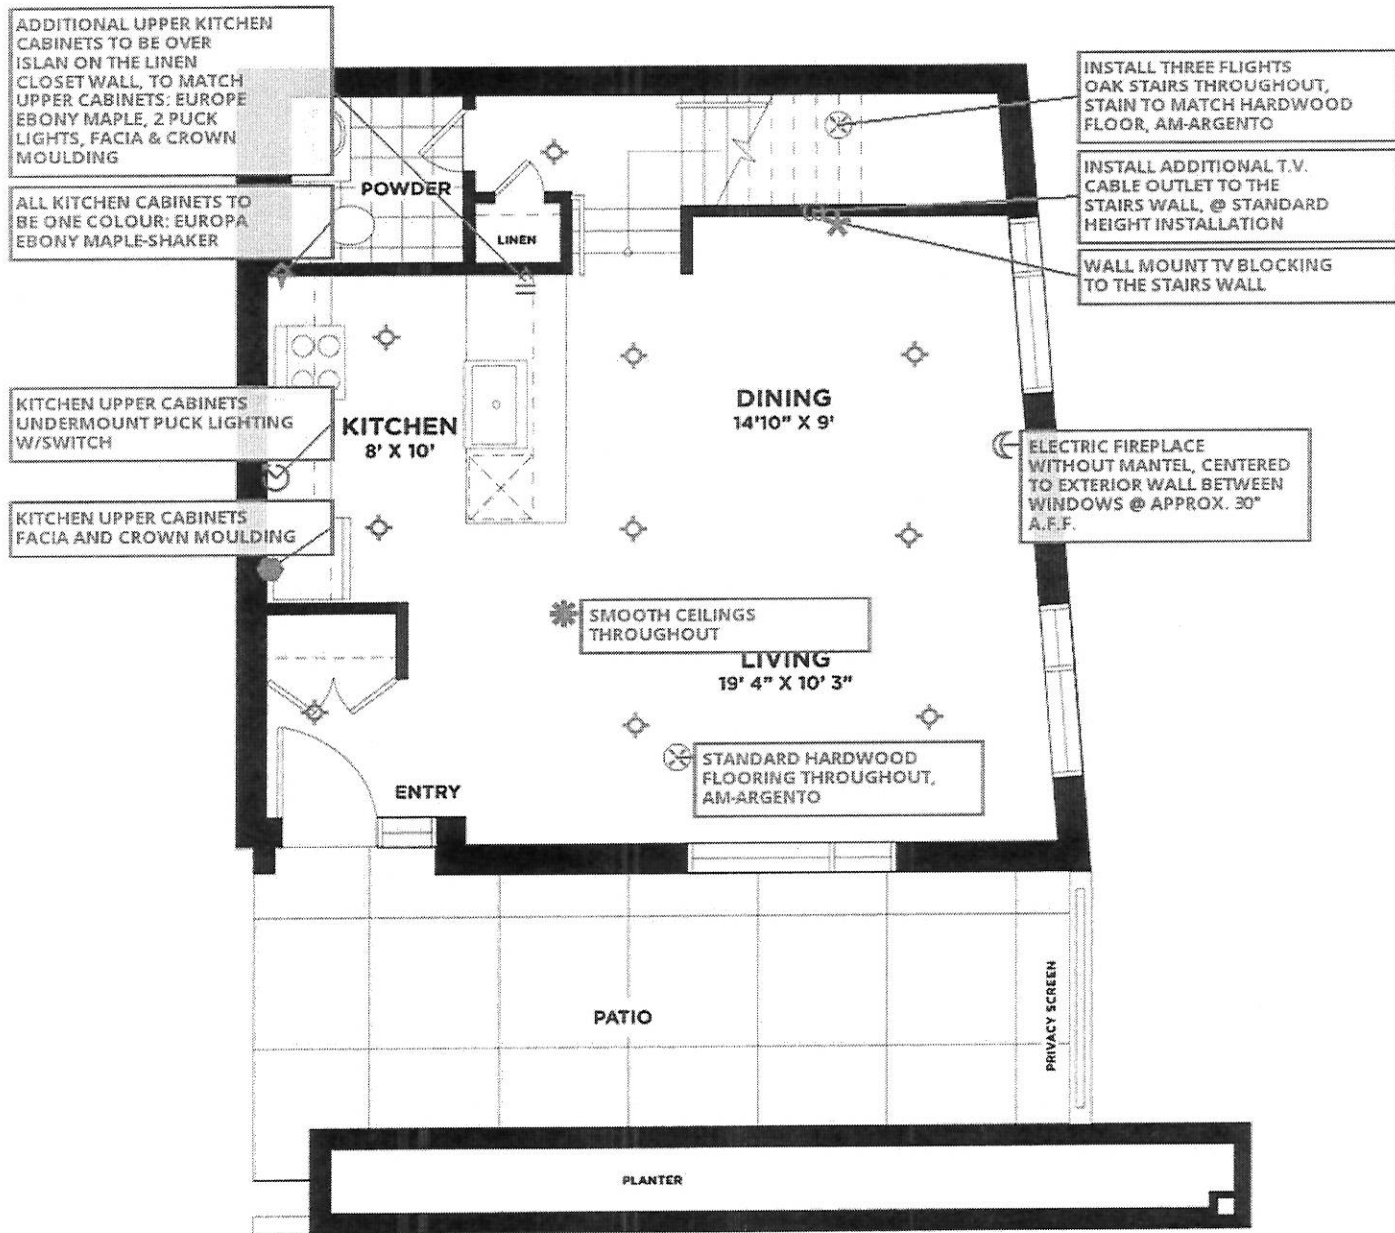 ADDITIONAL UPPER KITCHEN
CABINETS TO BE OVER
ISLAN ON THE LINEN
CLOSET WALL, TO MATCH
UPPER CABINETS: EUROPE
EBONY MAPLE, 2 PUCK
LIGHTS, FACIA & CROWN
MOULDING
ALL KITCHEN CABINETS TO
BE ONE COLOUR: EUROPA
EBONY MAPLE-SHAKER
KITCHEN UPPER CABINETS
UNDERMOUNT PUCK LIGHTING
W/SWITCH
KITCHEN UPPER CABINETS
FACIA AND CROWN MOULDING
POWDER
LINEN
KITCHEN
8' X 10'
DINING
14'10" X 9'
INSTALL THREE FLIGHTS
OAK STAIRS THROUGHOUT,
STAIN TO MATCH HARDWOOD
FLOOR, AM-ARGENTO
INSTALL ADDITIONAL T.V.
CABLE OUTLET TO THE
STAIRS WALL, @ STANDARD
HEIGHT INSTALLATION
WALL MOUNT TV BLOCKING
TO THE STAIRS WALL
ELECTRIC FIREPLACE
WITHOUT MANTEL, CENTERED
TO EXTERIOR WALL BETWEEN
WINDOWS @ APPROX. 30"
A.F.F.
SMOOTH CEILINGS
THROUGHOUT
LIVING
19' 4" X 10' 3"
STANDARD HARDWOOD
FLOORING THROUGHOUT,
AM-ARGENTO
ENTRY
PATIO
PRIVACY SCREEN
PLANTER